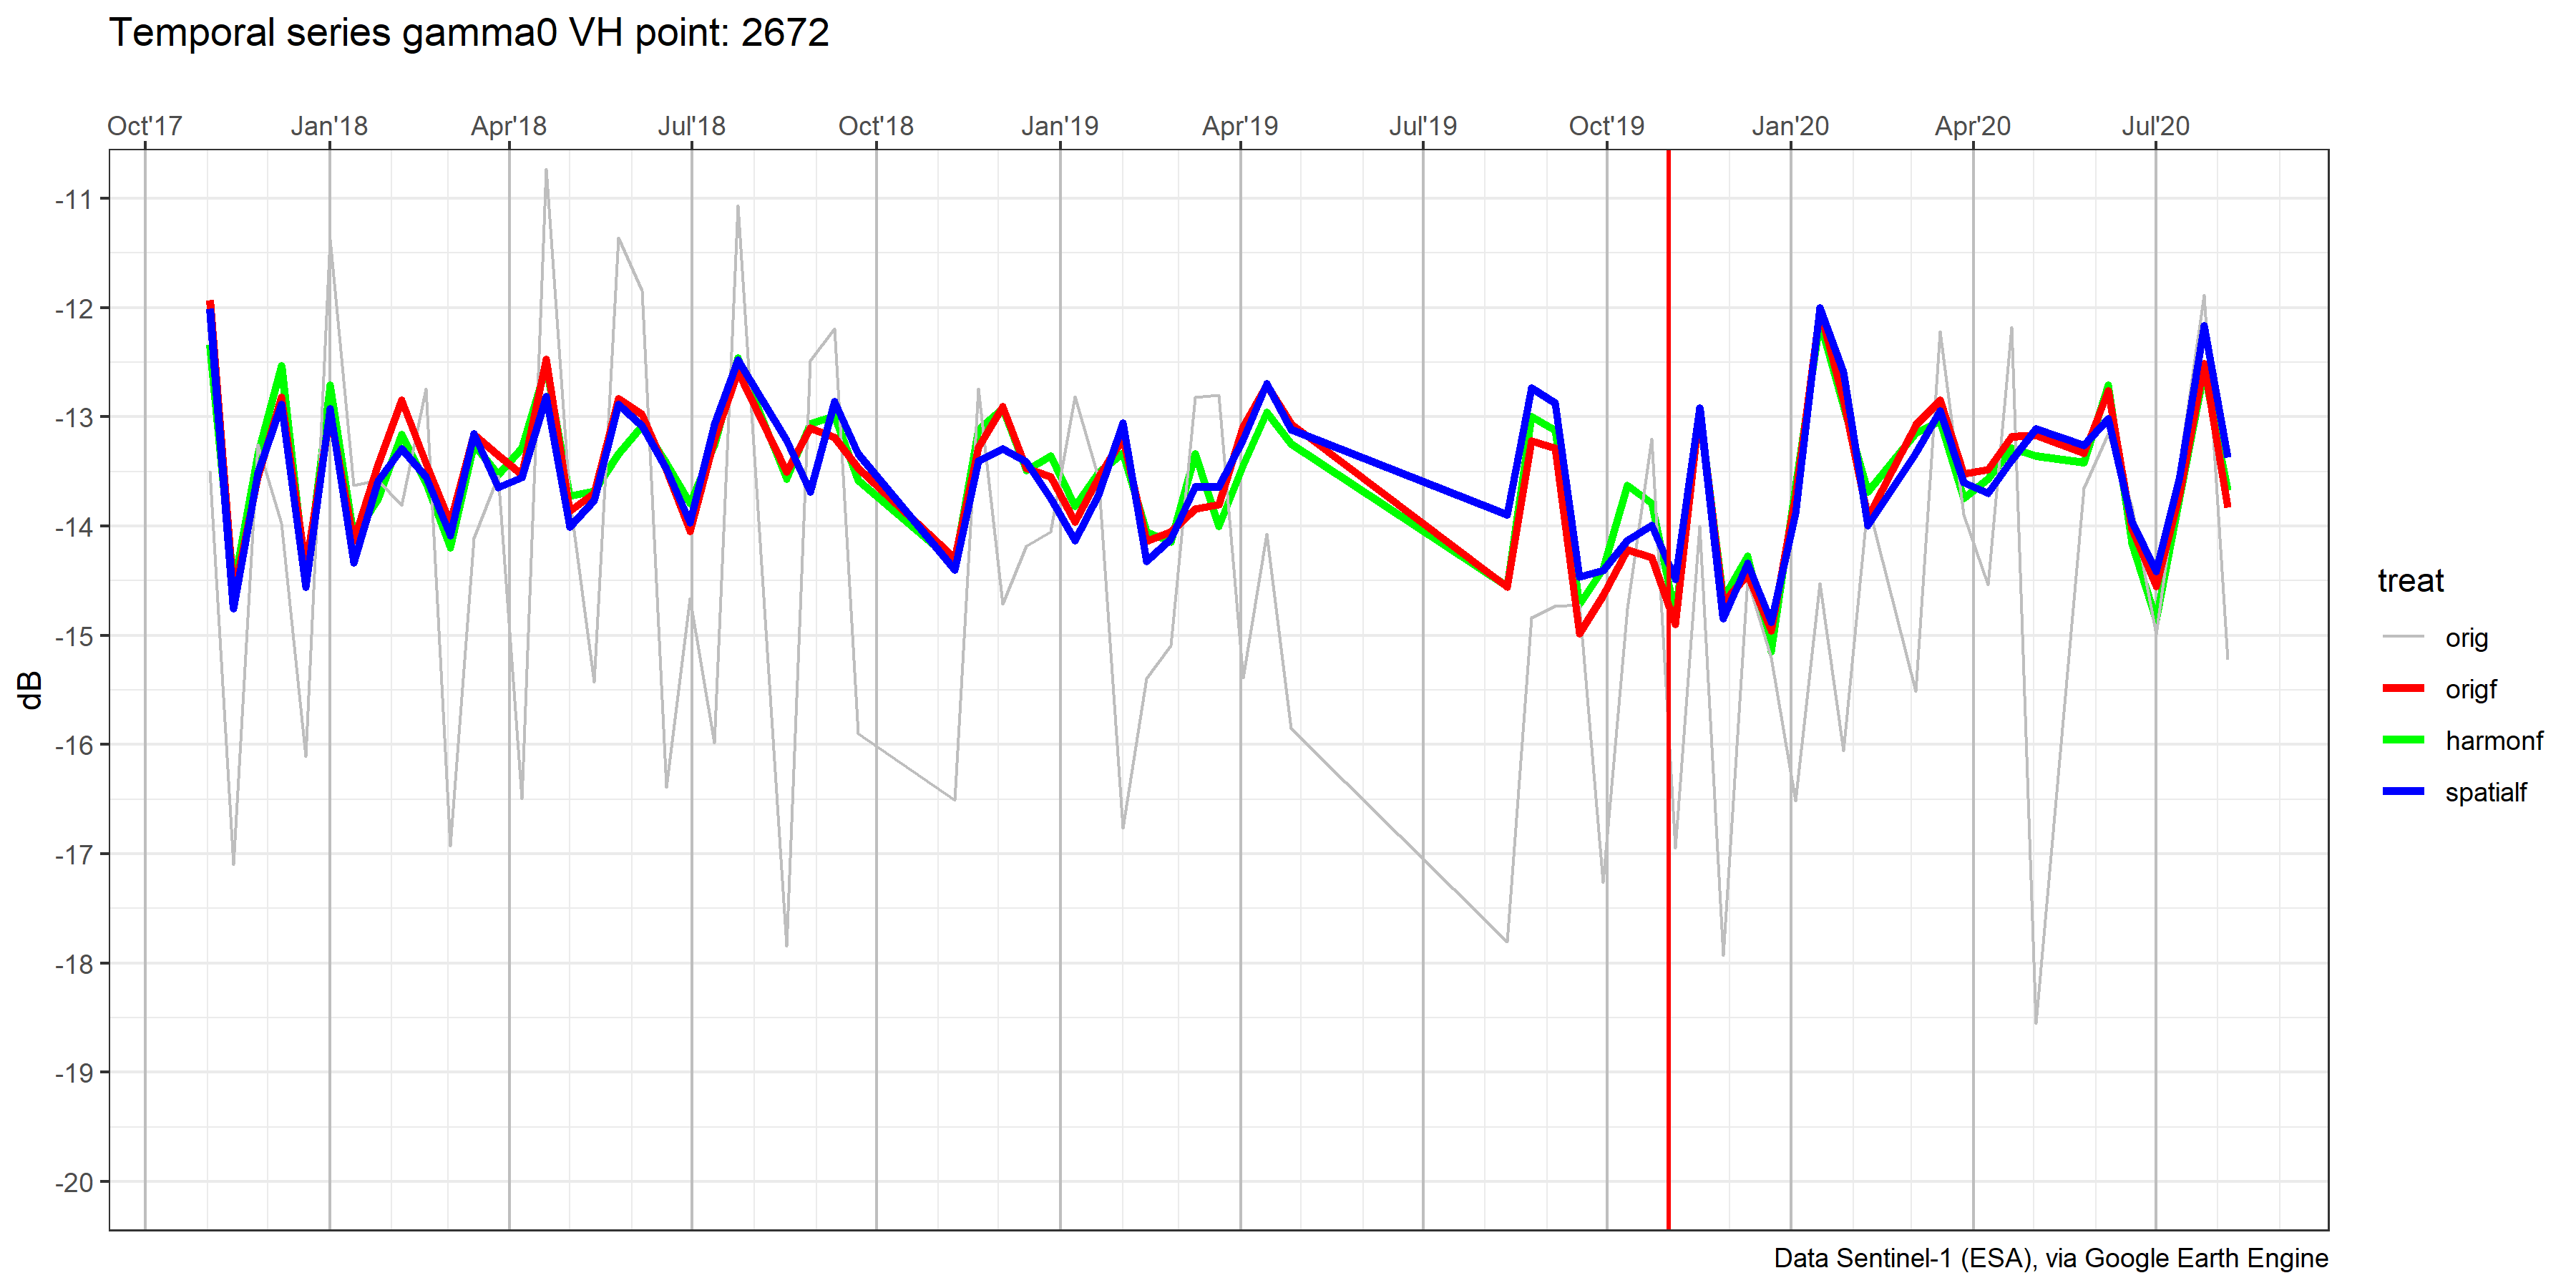 Temporal series gamma0 VH point: 2672
Oct'17 Jan'18 Apr'18 Jul'18 Oct'18 Jan'19 Apr'19 Jul'19 Oct'19 Jan'20 Apr'20 Jul'20
-11
-12
-13
-14
-15
-16
-17
-18
-19
-20
dB
treat
orig
origf
harmonf
spatialf
Data Sentinel-1 (ESA), via Google Earth Engine